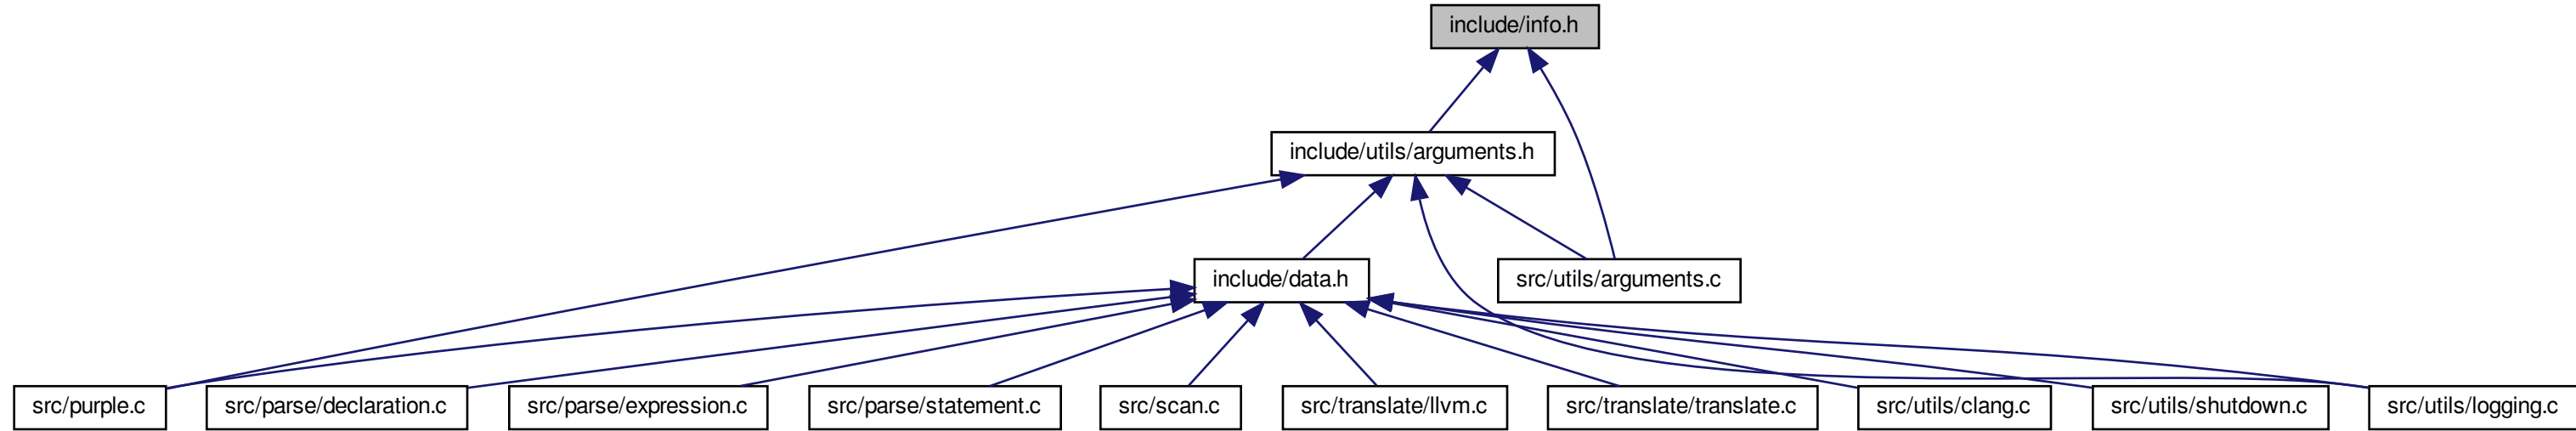 include/info.h
include/utils/arguments.h
include/data.h
src/utils/arguments.c
src/purple.c
src/parse/declaration.c
src/parse/expression.c
src/parse/statement.c
src/scan.c
src/translate/llvm.c
src/translate/translate.c
src/utils/clang.c
src/utils/shutdown.c
src/utils/logging.c